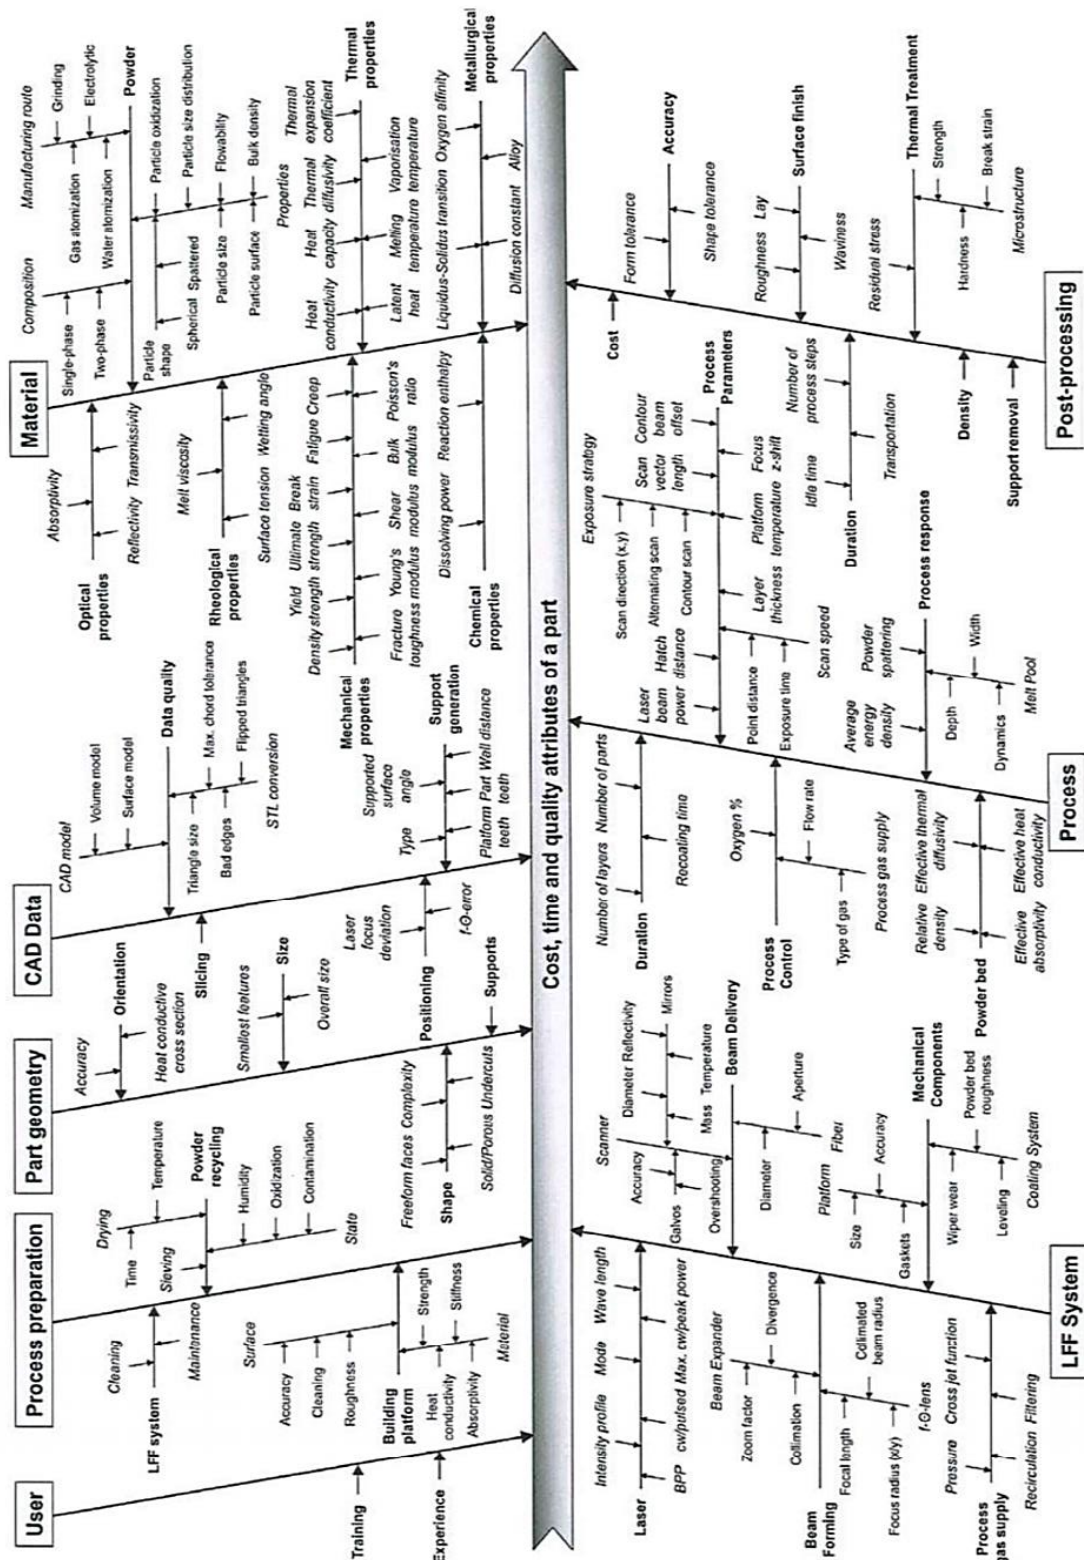 User
Training
Experience
Process preparation
LFF system
Cleaning
Maintenance
Drying
Time
Temperature
Sieving
Powder
recycling
Humidity
Oxidization
Contamination
State
Surface
Accuracy
Cleaning
Roughness
Building
platform
Strength
Stiffness
Heat
conductivity
Absorptivity
Material
Part geometry
Accuracy
Orientation
Heat conductive
cross section
Smallest features
Size
Overall size
Freeform faces Complexity
Shape
Solid/Porous Undercuts
Supports
CAD Data
CAD model
Volume model
Surface model
Data quality
Triangle size
Max. chord tolerance
Bad edges
Flipped triangles
STL conversion
Slicing
Laser
focus
deviation
Positioning
f-Θ-error
Supported
surface
angle
Type
Support
generation
Platform Part Wall distance
teeth teeth
Material
Composition
Single-phase
Two-phase
Manufacturing route
Grinding
Gas atomization
Electrolytic
Water atomization
Powder
Particle
shape
Spherical Spattered
Particle oxidization
Particle size distribution
Particle size
Flowability
Particle surface
Bulk density
Properties
Absorptivity
Optical
properties
Reflectivity Transmissivity
Melt viscosity
Rheological
properties
Surface tension Wetting angle
Heat Heat Thermal Thermal
conductivity capacity diffusivity expansion
coefficient
Thermal
properties
Latent Melting Vaporisation
heat temperature temperature
Yield Ultimate Break
Density strength strength strain Fatigue Creep
Mechanical
properties
Fracture Young's Shear Bulk Poisson's
toughness modulus modulus modulus ratio
Liquidus-Solidus transition Oxygen affinity
Metallurgical
properties
Diffusion constant Alloy
Dissolving power Reaction enthalpy
Chemical
properties
Cost, time and quality attributes of a part
LFF System
Intensity profile Mode Wave length
Laser
BPP cw/pulsed Max. cw/peak power
Beam Expander
Zoom factor
Divergence
Collimation
Beam
Forming
Focal length
Collimated
beam radius
Focus radius (x/y)
f-Θ-lens
Pressure Cross jet function
Process
gas supply
Recirculation Filtering
Scanner
Accuracy
Galvos
Overshooting
Diameter Reflectivity
Mirrors
Mass Temperature
Beam Delivery
Diameter
Aperture
Fiber
Platform
Size
Accuracy
Gaskets
Mechanical
Components
Wiper wear
Powder bed
roughness
Leveling
Coating System
Process
Number of layers Number of parts
Duration
Recoating time
Oxygen %
Process
Control
Flow rate
Type of gas
Process gas supply
Relative Effective thermal
density diffusivity
Powder bed
Effective Effective heat
absorptivity conductivity
Exposure strategy
Scan direction (x,y)
Alternating scan
Contour scan
Laser
beam
power
Hatch
distance
Scan
vector
length
Contour
beam
offset
Process
Parameters
Layer
thickness
Platform
temperature
Focus
z-shift
Point distance
Exposure time
Scan speed
Average
energy
density
Powder
spattering
Process response
Depth
Width
Dynamics
Melt Pool
Post-processing
Cost
Form tolerance
Accuracy
Shape tolerance
Roughness Lay
Surface finish
Waviness
Idle time
Number of
process steps
Duration
Transportation
Residual stress
Thermal Treatment
Strength
Hardness
Break strain
Microstructure
Density
Support removal